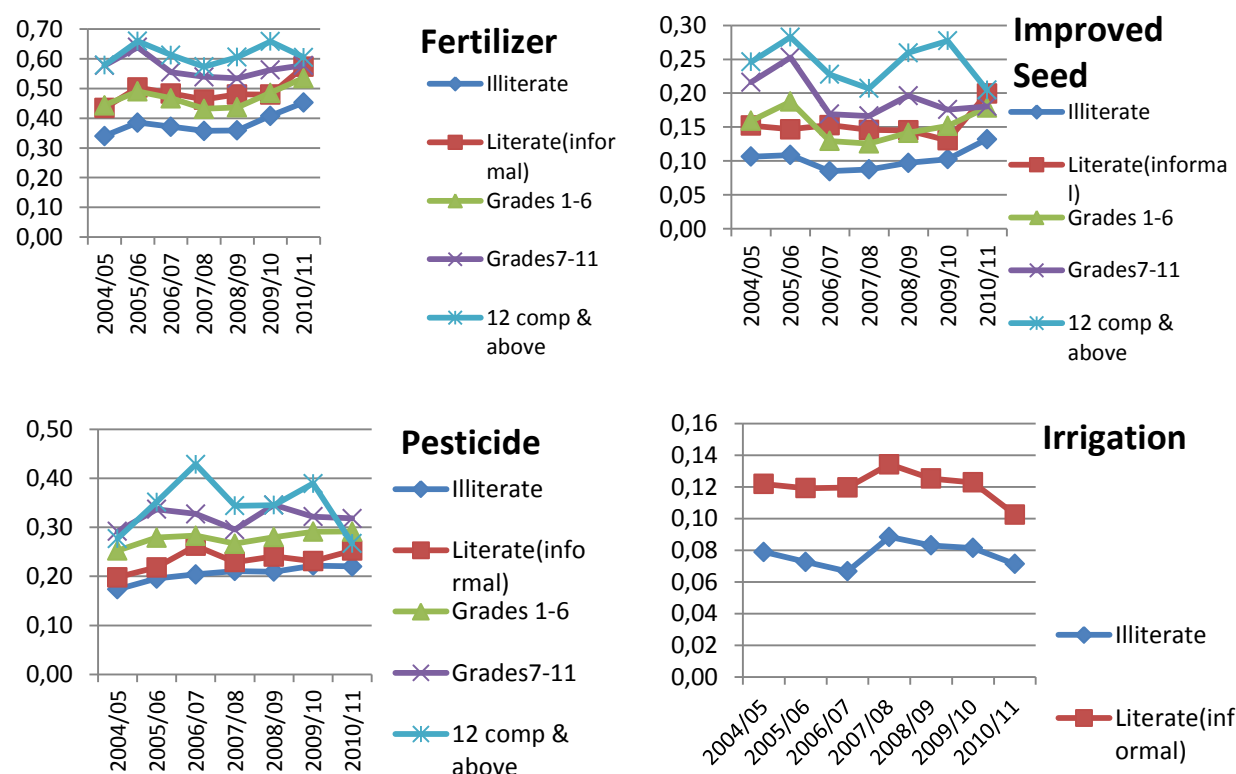 Fertilizer
0,70
0,60
0,50
0,40
0,30
0,20
0,10
0,00
2004/05
2005/06
2006/07
2007/08
2008/09
2009/10
2010/11
Illiterate
Literate(infor
mal)
Grades 1-6
Grades7-11
12 comp &
above
Improved
Seed
0,30
0,25
0,20
0,15
0,10
0,05
0,00
2004/05
2005/06
2006/07
2007/08
2008/09
2009/10
2010/11
Illiterate
Literate(informa
l)
Grades 1-6
Grades7-11
12 comp &
above
Pesticide
0,50
0,40
0,30
0,20
0,10
0,00
2004/05
2005/06
2006/07
2007/08
2008/09
2009/10
2010/11
Illiterate
Literate(info
rmal)
Grades 1-6
Grades7-11
12 comp &
above
Irrigation
0,16
0,14
0,12
0,10
0,08
0,06
0,04
0,02
0,00
2004/05
2005/06
2006/07
2007/08
2008/09
2009/10
2010/11
Illiterate
Literate(inf
ormal)